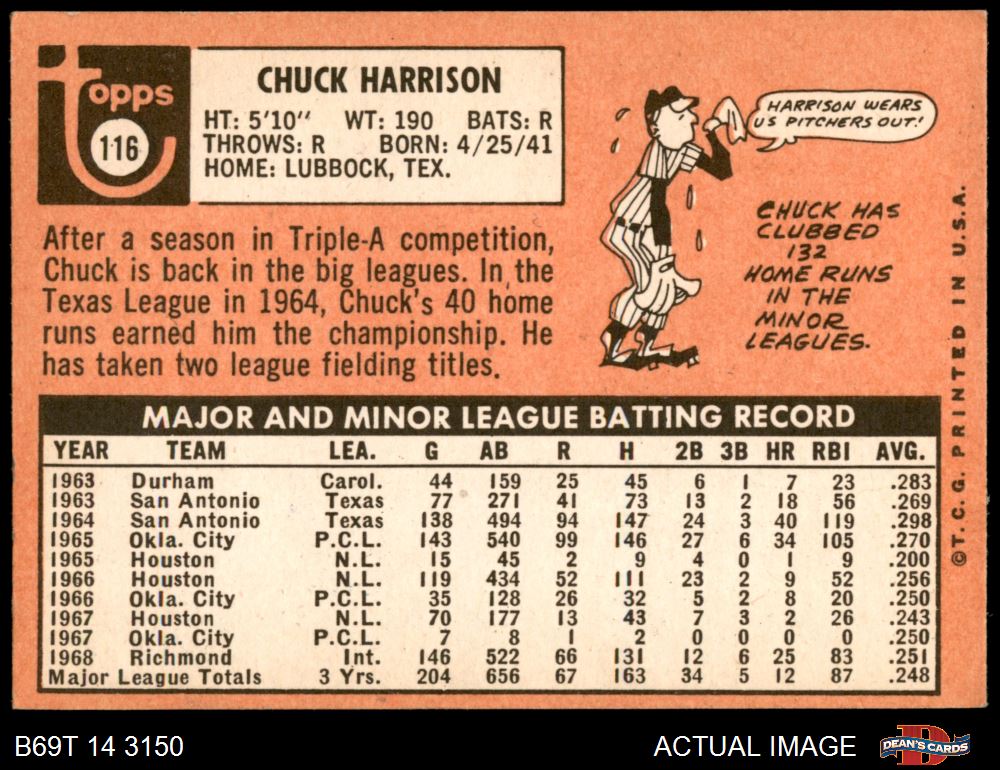 topps
116
CHUCK HARRISON
HT: 5'10" WT: 190 BATS: R
THROWS: R BORN: 4/25/41
HOME: LUBBOCK, TEX.
HARRISON WEARS
US PITCHERS OUT!
After a season in Triple-A competition,
Chuck is back in the big leagues. In the
Texas League in 1964, Chuck's 40 home
runs earned him the championship. He
has taken two league fielding titles.
CHUCK HAS
CLUBBED
132
HOME RUNS
IN THE
MINOR
LEAGUES.
MAJOR AND MINOR LEAGUE BATTING RECORD
YEAR TEAM LEA. G AB R H 2B 3B HR RBI AVG.
1963 Durham Carol. 44 159 25 45 6 1 7 23 .283
1963 San Antonio Texas 77 271 41 73 13 2 18 56 .269
1964 San Antonio Texas 138 494 94 147 24 3 40 119 .298
1965 Okla. City P.C.L. 143 540 99 146 27 6 34 105 .270
1965 Houston N.L. 15 45 2 9 4 0 1 9 .200
1966 Houston N.L. 119 434 52 111 23 2 9 52 .256
1966 Okla. City P.C.L. 35 128 26 32 5 2 8 20 .250
1967 Houston N.L. 70 177 13 43 7 3 2 26 .243
1967 Okla. City P.C.L. 7 8 1 2 0 0 0 0 .250
1968 Richmond Int. 146 522 66 131 12 6 25 83 .251
Major League Totals 3 Yrs. 204 656 67 163 34 5 12 87 .248
©T.C.G. PRINTED IN U.S.A.
B69T 14 3150
ACTUAL IMAGE
D
DEAN'S CARDS